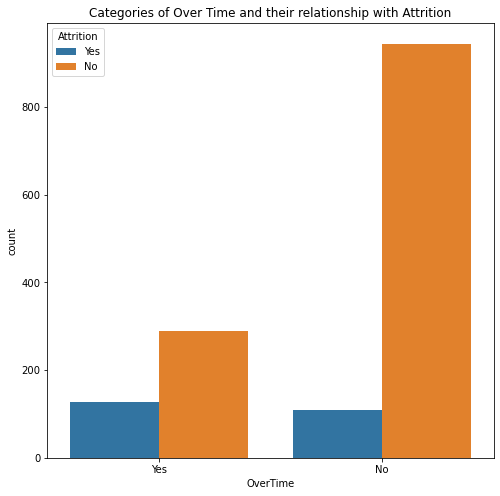 Categories of Over Time and their relationship with Attrition
Attrition
Yes
No
800
600
400
200
0
count
Yes
No
OverTime